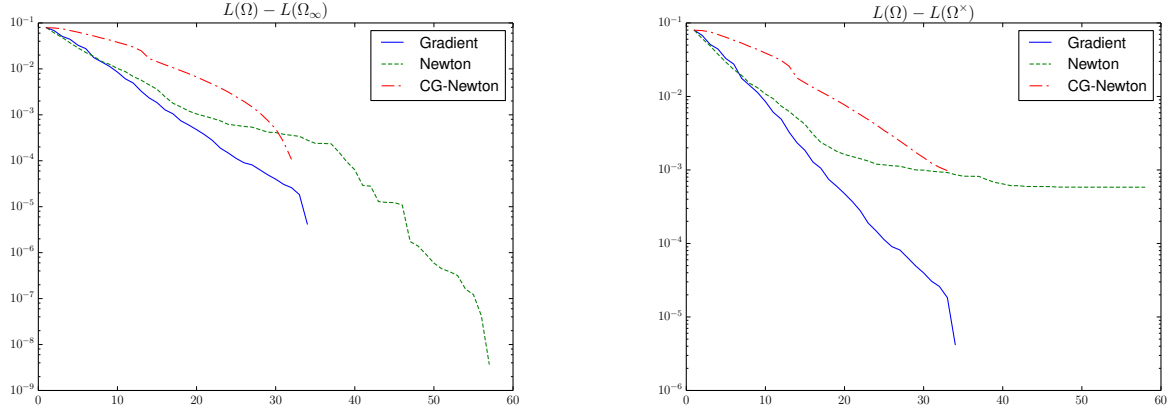 L(Ω) − L(Ω∞)
10⁻¹
10⁻²
10⁻³
10⁻⁴
10⁻⁵
10⁻⁶
10⁻⁷
10⁻⁸
10⁻⁹
0 10 20 30 40 50 60
Gradient
Newton
CG-Newton
L(Ω) − L(Ω×)
10⁻¹
10⁻²
10⁻³
10⁻⁴
10⁻⁵
10⁻⁶
0 10 20 30 40 50 60
Gradient
Newton
CG-Newton